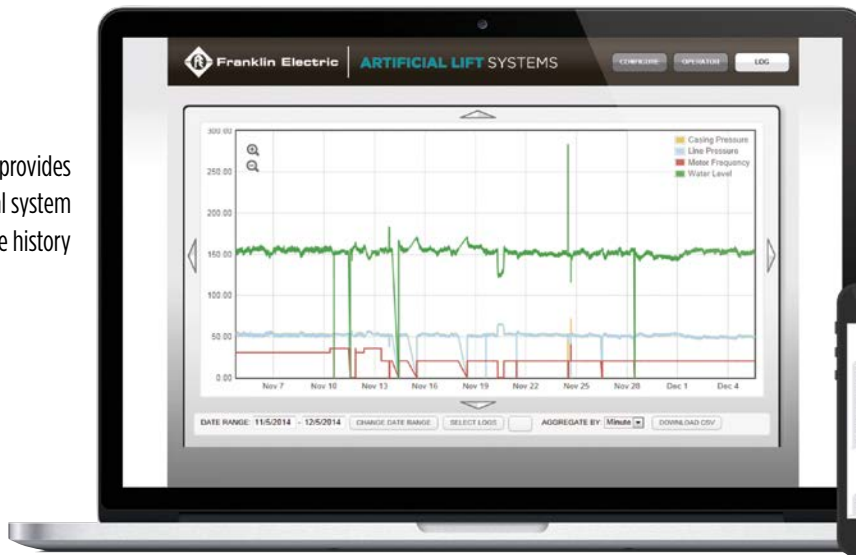 provides
al system
e history
Franklin Electric
ARTIFICIAL LIFT SYSTEMS
CONFIGURE
OPERATOR
LOG
300.00
250.00
200.00
150.00
100.00
50.00
0.00
Casing Pressure
Line Pressure
Motor Frequency
Water Level
Nov 7 Nov 10 Nov 13 Nov 16 Nov 19 Nov 22 Nov 25 Nov 28 Dec 1 Dec 4
DATE RANGE: 11/5/2014 - 12/5/2014 CHANGE DATE RANGE SELECT LOGS AGGREGATE BY: Minute DOWNLOAD CSV